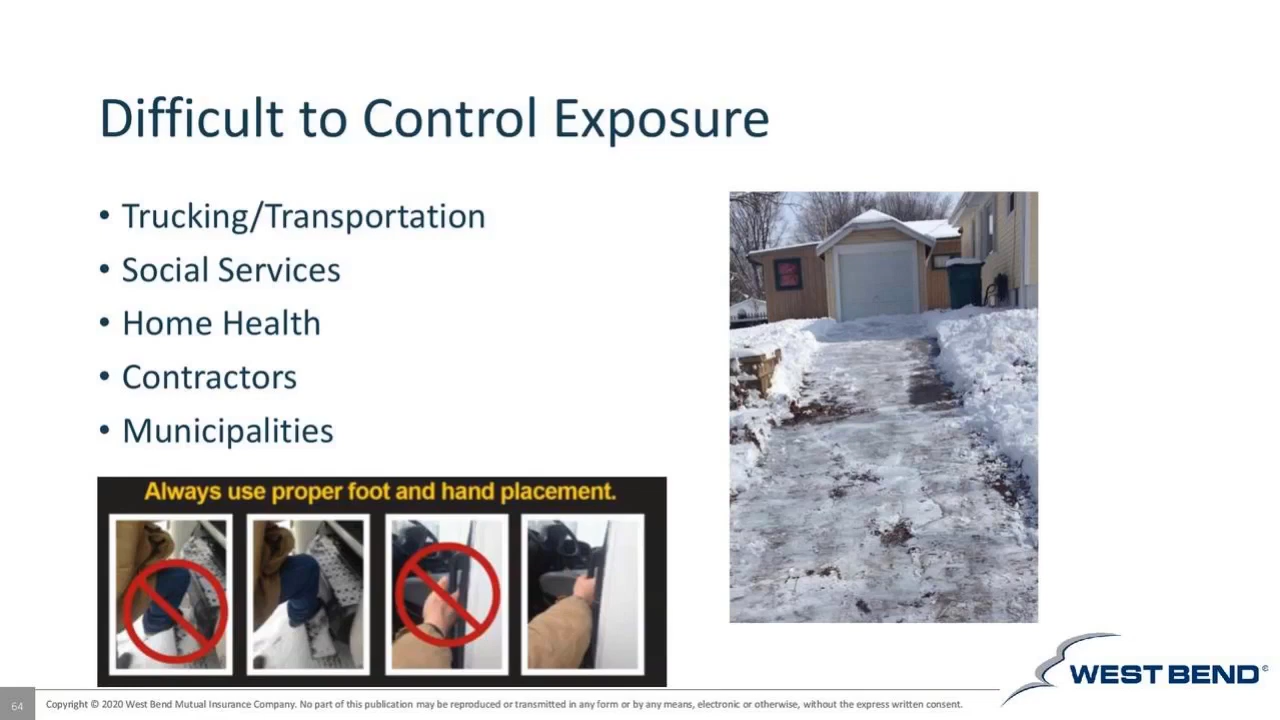 Difficult to Control Exposure
• Trucking/Transportation
• Social Services
• Home Health
• Contractors
• Municipalities
Always use proper foot and hand placement.
WEST BEND®
64
Copyright © 2020 West Bend Mutual Insurance Company. No part of this publication may be reproduced or transmitted in any form or by any means, electronic or otherwise, without the express written consent.